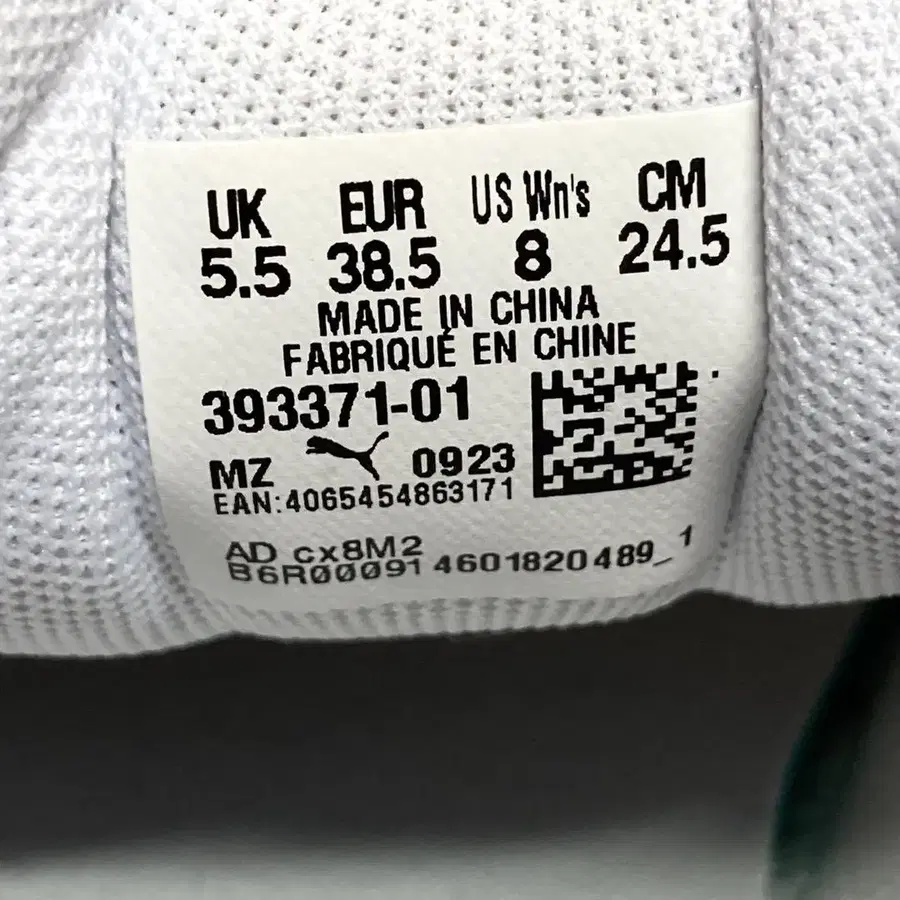 UK EUR US Wn's CM
5.5 38.5 8 24.5
MADE IN CHINA
FABRIQUÉ EN CHINE
393371-01
MZ 0923
EAN:4065454863171
AD cx8M2
B6R00091 4601820489_1